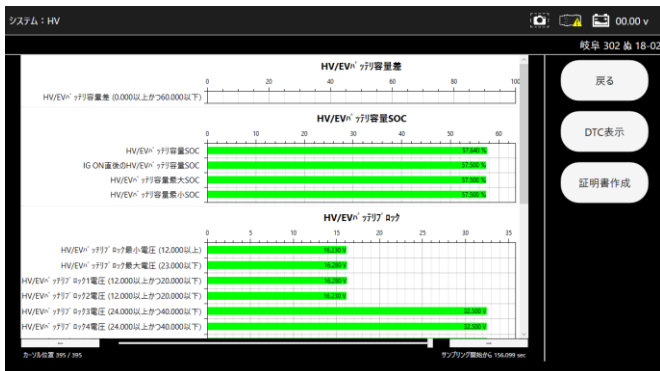 システム：HV
00.00 v
岐阜 302 ぬ 18-02
HV/EVﾊﾞｯﾃﾘ容量差
0 20 40 60 80 100
HV/EVﾊﾞｯﾃﾘ容量差 (0.000以上かつ60.000以下)
HV/EVﾊﾞｯﾃﾘ容量SOC
0 10 20 30 40 50 60
HV/EVﾊﾞｯﾃﾘ容量SOC 57.640 %
IG ON直後のHV/EVﾊﾞｯﾃﾘ容量SOC 57.500 %
HV/EVﾊﾞｯﾃﾘ容量最大SOC 57.500 %
HV/EVﾊﾞｯﾃﾘ容量最小SOC 57.500 %
HV/EVﾊﾞｯﾃﾘﾌﾞﾛｯｸ
0 5 10 15 20 25 30 35
HV/EVﾊﾞｯﾃﾘﾌﾞﾛｯｸ最小電圧 (12.000以上) 16.230 V
HV/EVﾊﾞｯﾃﾘﾌﾞﾛｯｸ最大電圧 (23.000以下) 16.280 V
HV/EVﾊﾞｯﾃﾘﾌﾞﾛｯｸ1電圧 (12.000以上かつ20.000以下) 16.280 V
HV/EVﾊﾞｯﾃﾘﾌﾞﾛｯｸ2電圧 (12.000以上かつ20.000以下) 16.230 V
HV/EVﾊﾞｯﾃﾘﾌﾞﾛｯｸ3電圧 (24.000以上かつ40.000以下) 32.500 V
HV/EVﾊﾞｯﾃﾘﾌﾞﾛｯｸ4電圧 (24.000以上かつ40.000以下) 32.500 V
カーソル位置 395 / 395
サンプリング開始から 156.099 sec
戻る
DTC表示
証明書作成